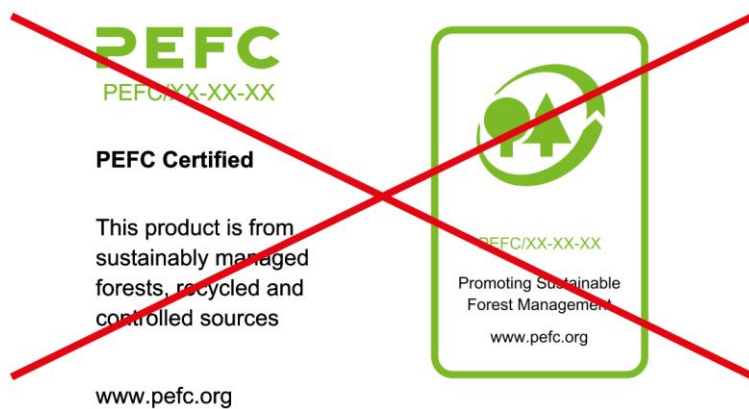 PEFC
PEFC/XX-XX-XX
PEFC Certified
This product is from
sustainably managed
forests, recycled and
controlled sources
www.pefc.org
PEFC/XX-XX-XX
Promoting Sustainable
Forest Management
www.pefc.org